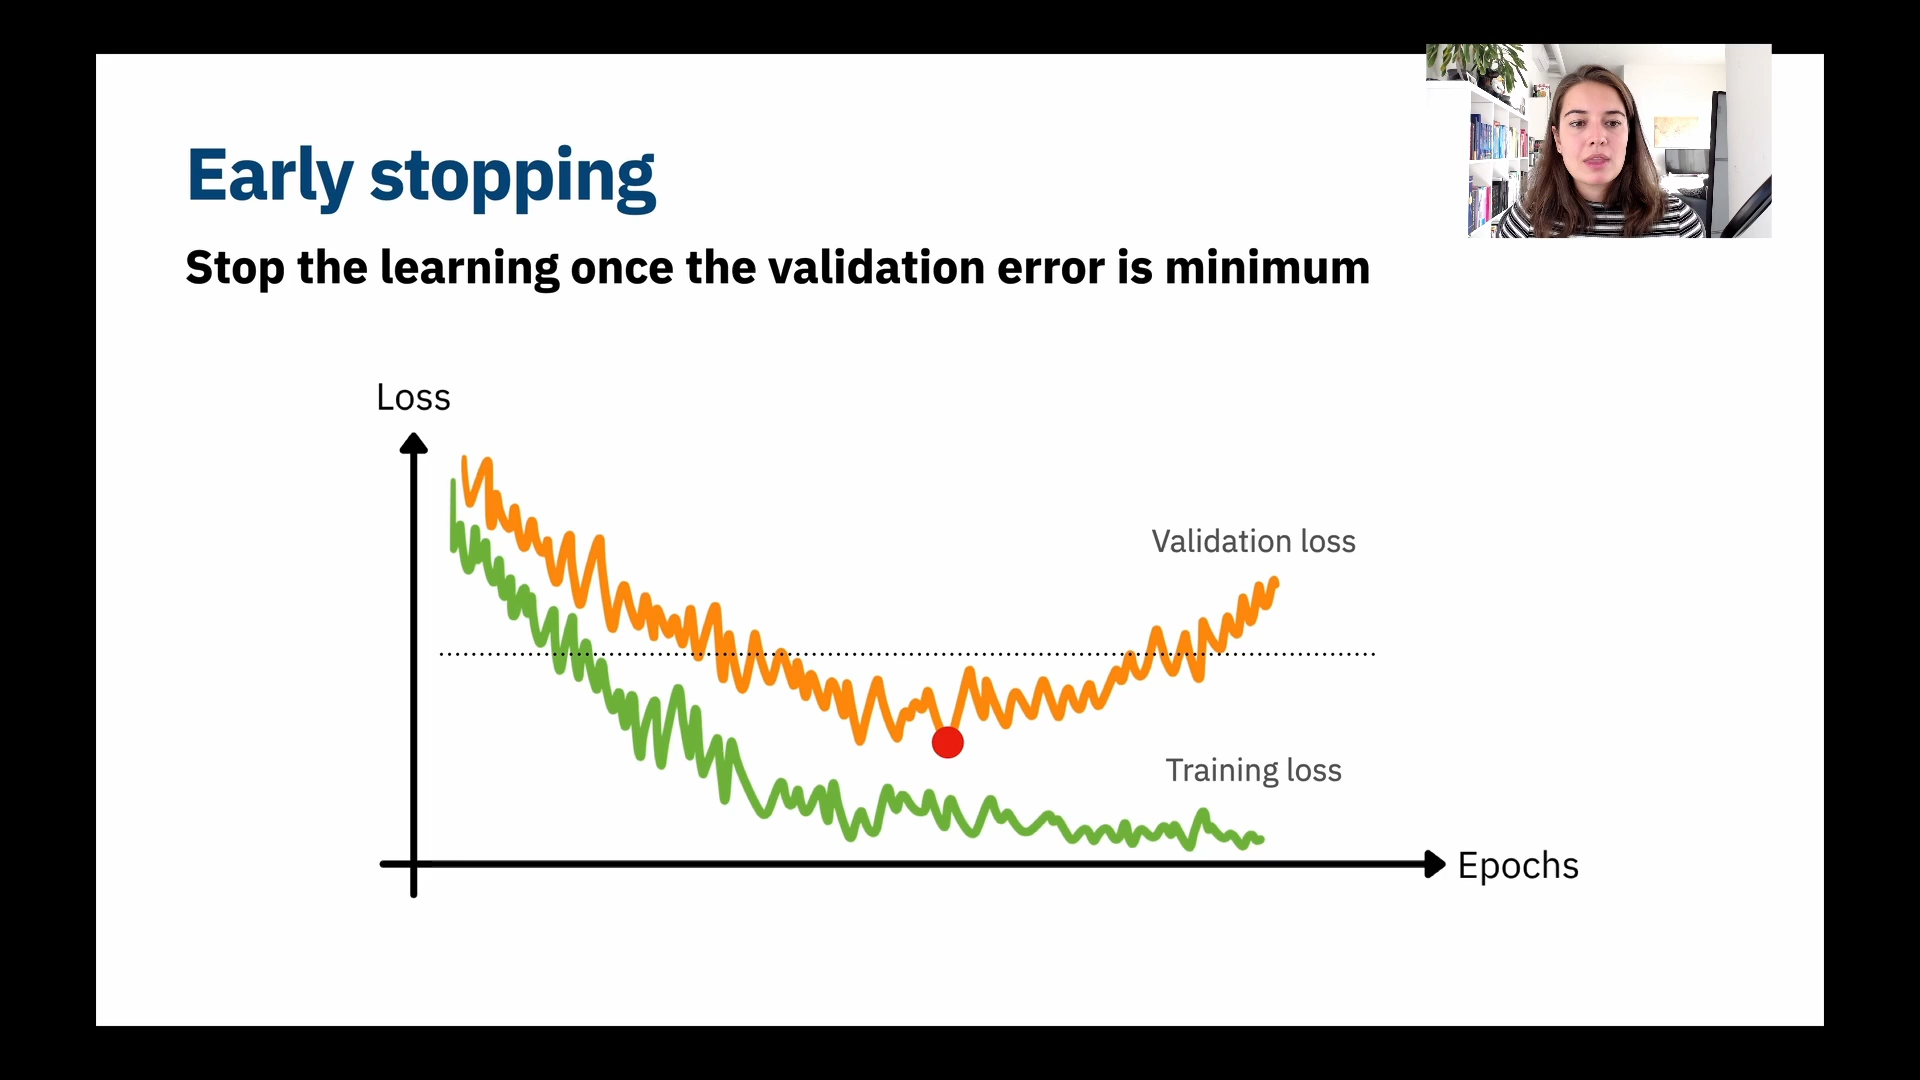 Early stopping
Stop the learning once the validation error is minimum
Loss
Validation loss
Training loss
Epochs